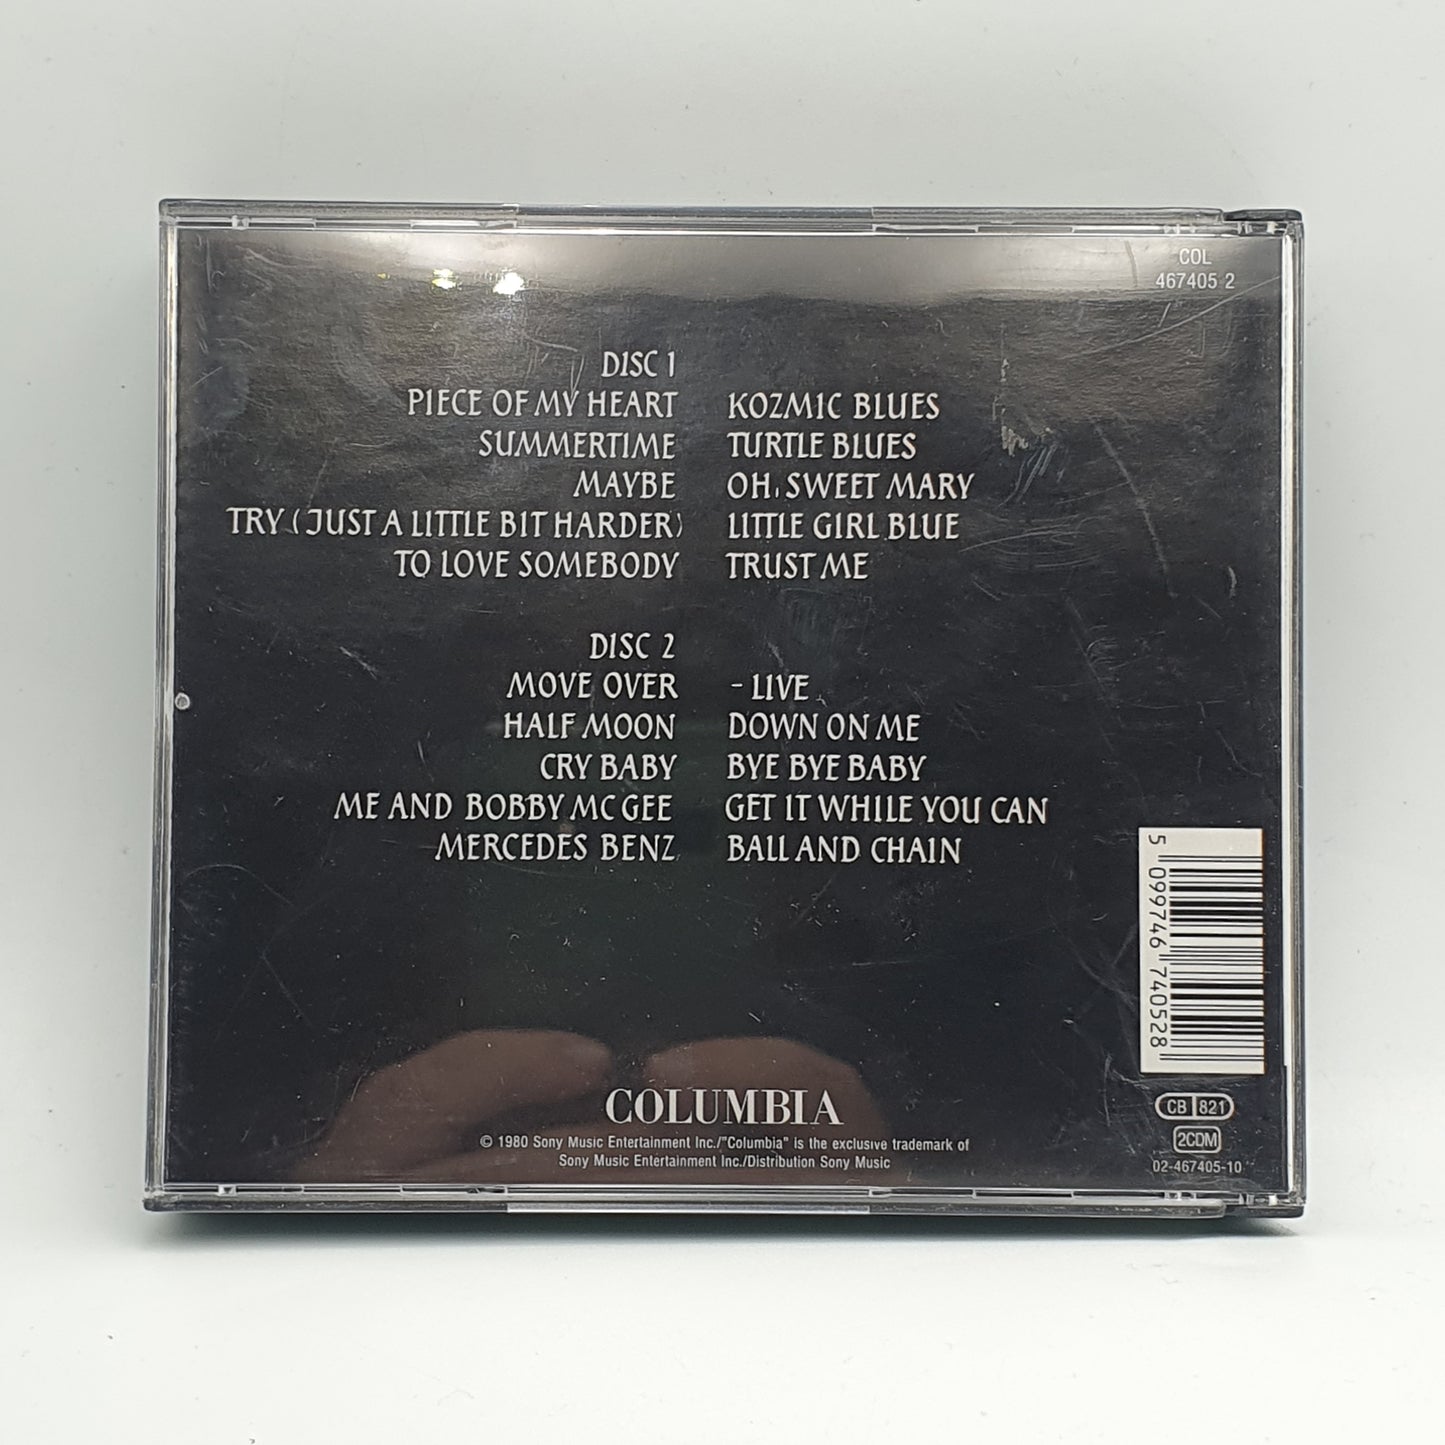 COL
467405 2
DISC 1
PIECE OF MY HEART
SUMMERTIME
MAYBE
TRY (JUST A LITTLE BIT HARDER)
TO LOVE SOMEBODY
KOZMIC BLUES
TURTLE BLUES
OH, SWEET MARY
LITTLE GIRL BLUE
TRUST ME
DISC 2
MOVE OVER
HALF MOON
CRY BABY
ME AND BOBBY MC GEE
MERCEDES BENZ
- LIVE
DOWN ON ME
BYE BYE BABY
GET IT WHILE YOU CAN
BALL AND CHAIN
5 099746 740528
COLUMBIA
© 1980 Sony Music Entertainment Inc./"Columbia" is the exclusive trademark of
Sony Music Entertainment Inc./Distribution Sony Music
CB 821
2CDM
02-467405-10